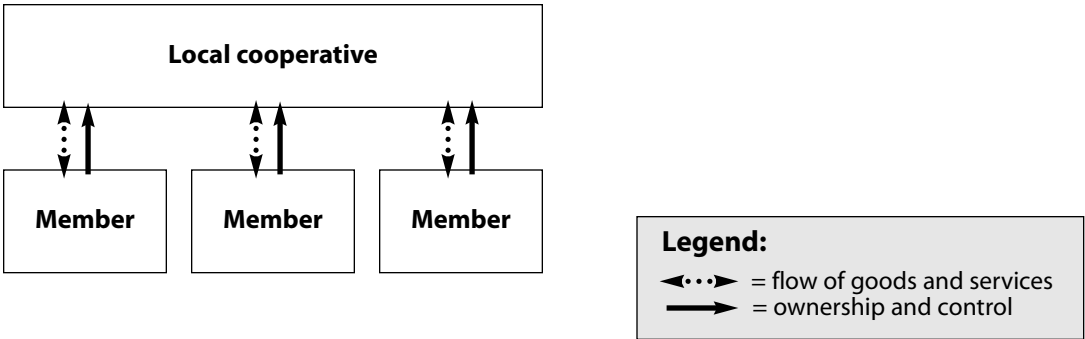 Local cooperative
Member Member Member
Legend:
= flow of goods and services
= ownership and control